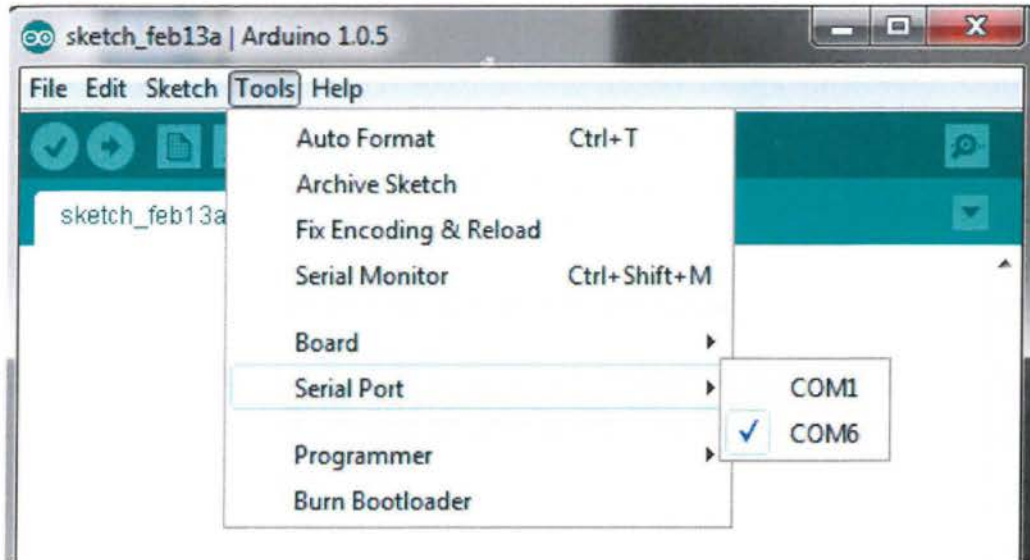 sketch_feb13a | Arduino 1.0.5
File Edit Sketch Tools Help
Auto Format Ctrl+T
Archive Sketch
sketch_feb13a
Fix Encoding & Reload
Serial Monitor Ctrl+Shift+M
Board
Serial Port
COM1
COM6
Programmer
Burn Bootloader